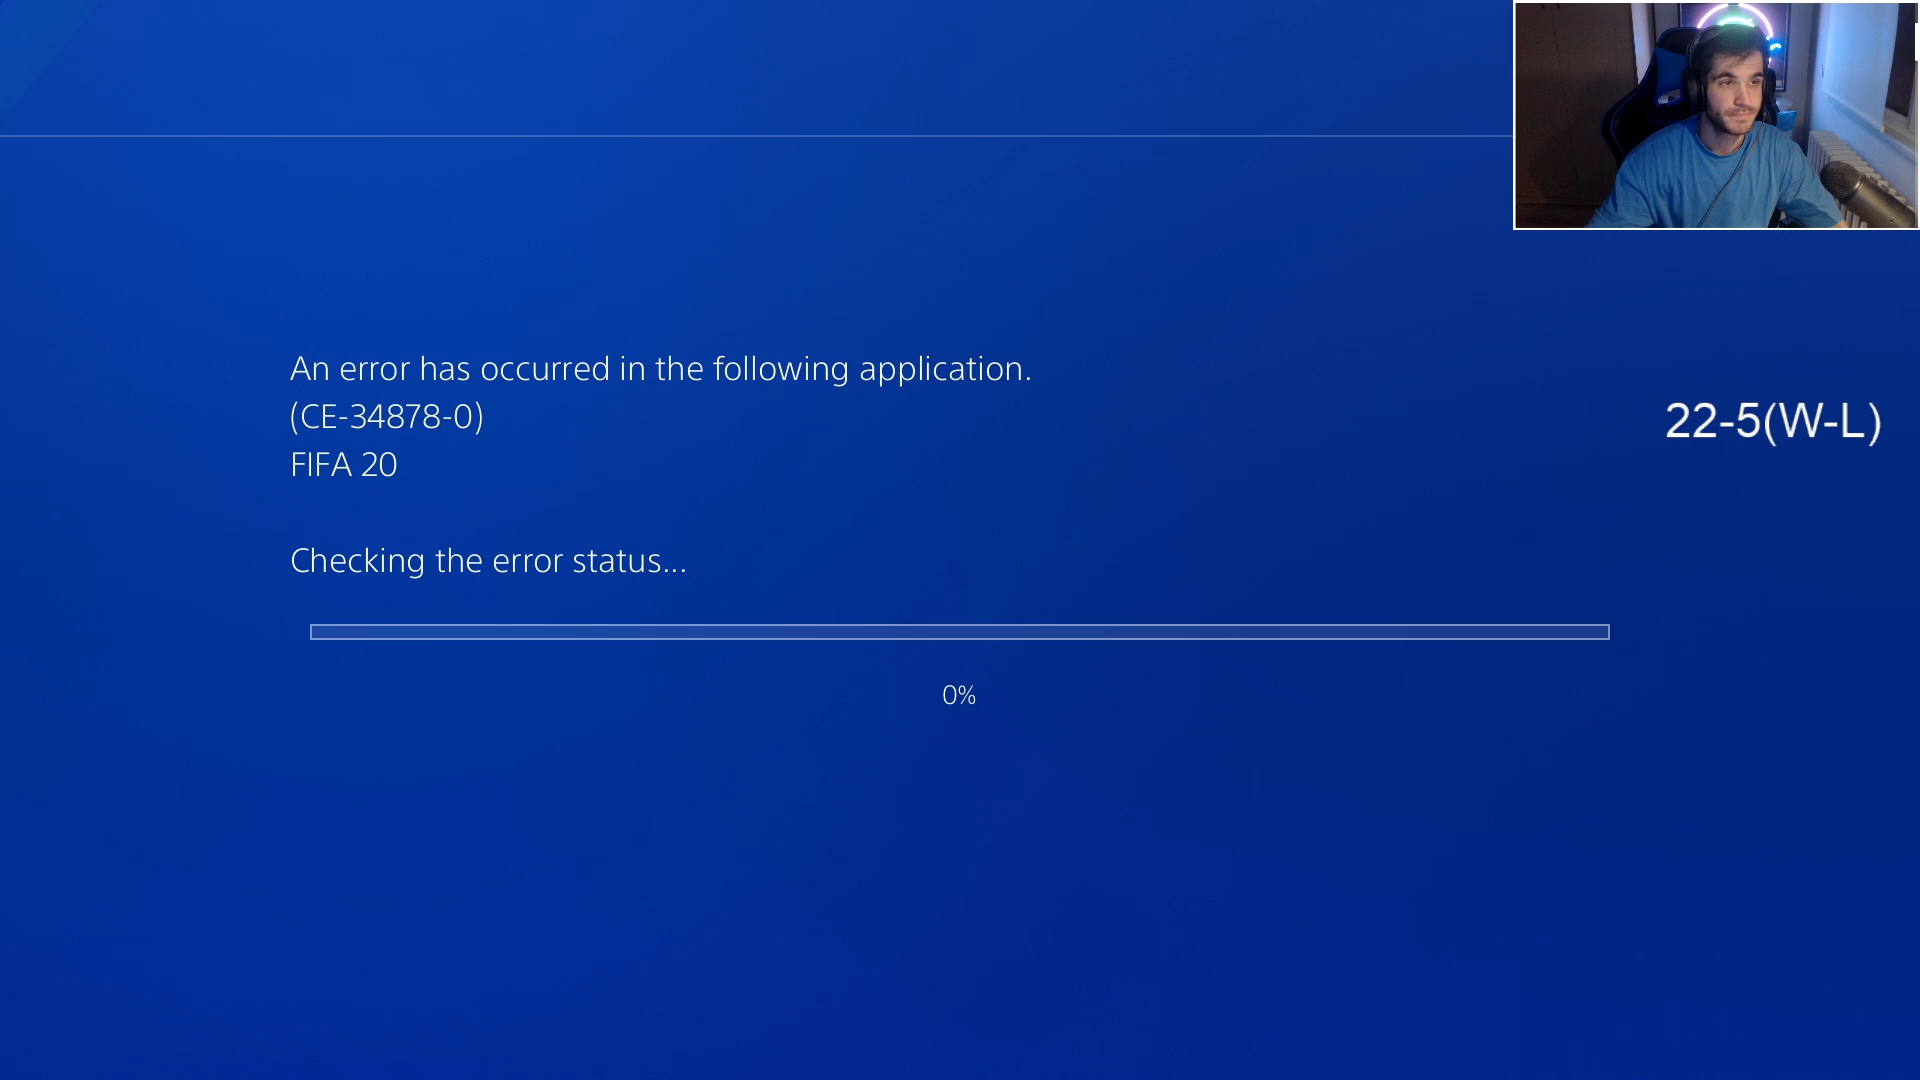 An error has occurred in the following application.
(CE-34878-0)
FIFA 20
22-5(W-L)
Checking the error status...
0%